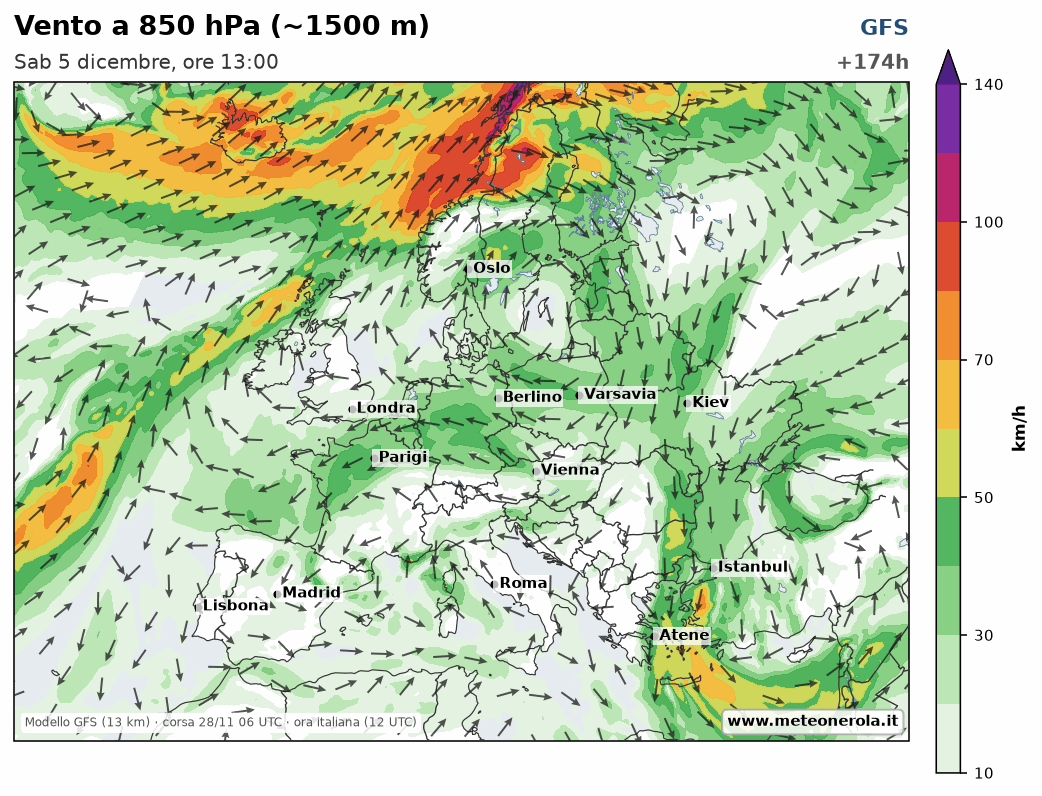 Vento a 850 hPa (~1500 m)
GFS
Sab 5 dicembre, ore 13:00
+174h
140
100
70
50
30
10
km/h
Oslo
Londra
Berlino
Varsavia
Kiev
Parigi
Vienna
Istanbul
Lisbona
Madrid
Roma
Atene
Modello GFS (13 km) · corsa 28/11 06 UTC · ora italiana (12 UTC)
www.meteonerola.it